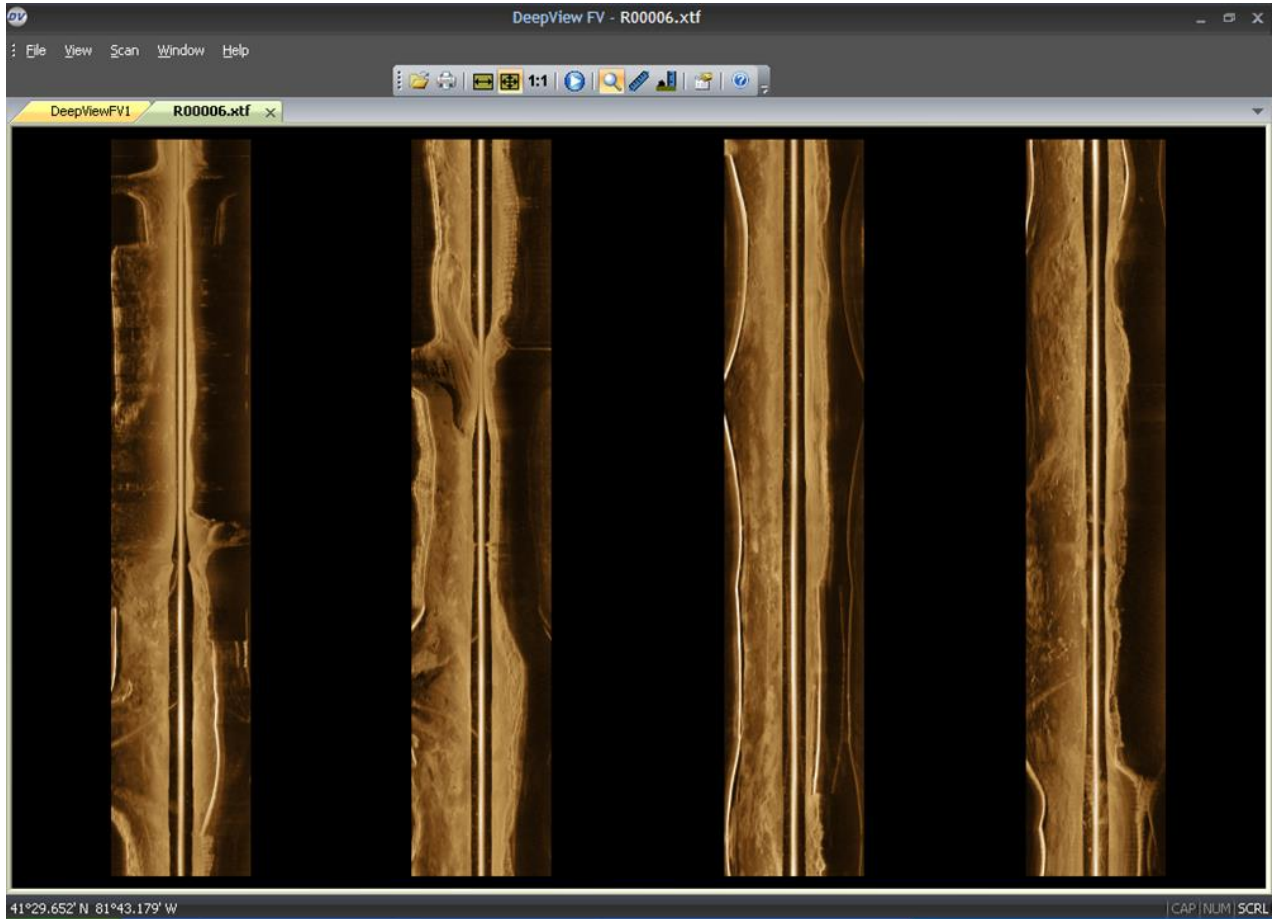 DV DeepView FV - R00006.xtf
File View Scan Window Help
1:1
DeepViewFV1 R00006.xtf
41°29.652' N 81°43.179' W CAP NUM SCRL